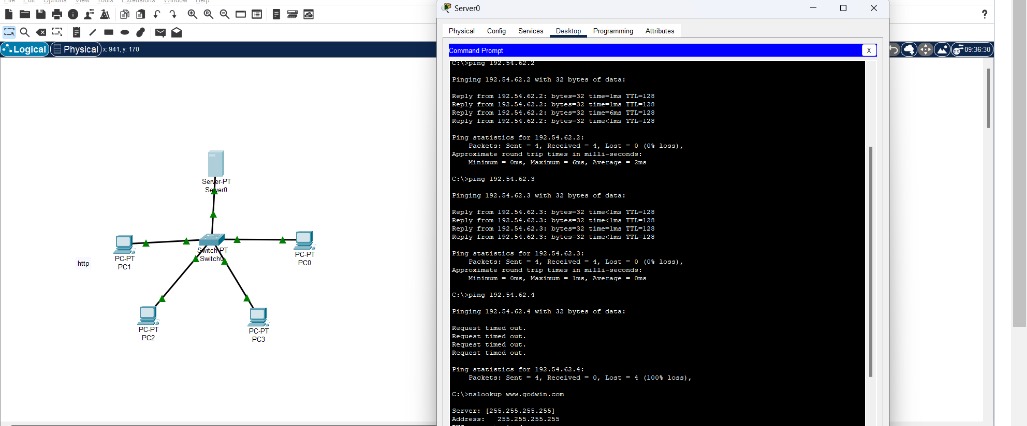 Server0
Physical Config Services Desktop Programming Attributes
Logical Physical x: 941, y: 170
09:36:30
Command Prompt
X
C:\>ping 192.54.62.2
Pinging 192.54.62.2 with 32 bytes of data:
Reply from 192.54.62.2: bytes=32 time=1ms TTL=128
Reply from 192.54.62.2: bytes=32 time=1ms TTL=128
Reply from 192.54.62.2: bytes=32 time=6ms TTL=128
Reply from 192.54.62.2: bytes=32 time<1ms TTL=128
Ping statistics for 192.54.62.2:
Packets: Sent = 4, Received = 4, Lost = 0 (0% loss),
Approximate round trip times in milli-seconds:
Minimum = 0ms, Maximum = 6ms, Average = 2ms
C:\>ping 192.54.62.3
Pinging 192.54.62.3 with 32 bytes of data:
Reply from 192.54.62.3: bytes=32 time<1ms TTL=128
Reply from 192.54.62.3: bytes=32 time<1ms TTL=128
Reply from 192.54.62.3: bytes=32 time<1ms TTL=128
Reply from 192.54.62.3: bytes=32 time<1ms TTL=128
Ping statistics for 192.54.62.3:
Packets: Sent = 4, Received = 4, Lost = 0 (0% loss),
Approximate round trip times in milli-seconds:
Minimum = 0ms, Maximum = 1ms, Average = 0ms
C:\>ping 192.54.62.4
Pinging 192.54.62.4 with 32 bytes of data:
Request timed out.
Request timed out.
Request timed out.
Request timed out.
Ping statistics for 192.54.62.4:
Packets: Sent = 4, Received = 0, Lost = 4 (100% loss),
C:\>nslookup www.godwin.com
Server: [255.255.255.255]
Address: 255.255.255.255
Server-PT
Server0
Switch-PT
Switch0
PC-PT
PC1
PC-PT
PC0
http
PC-PT
PC2
PC-PT
PC3